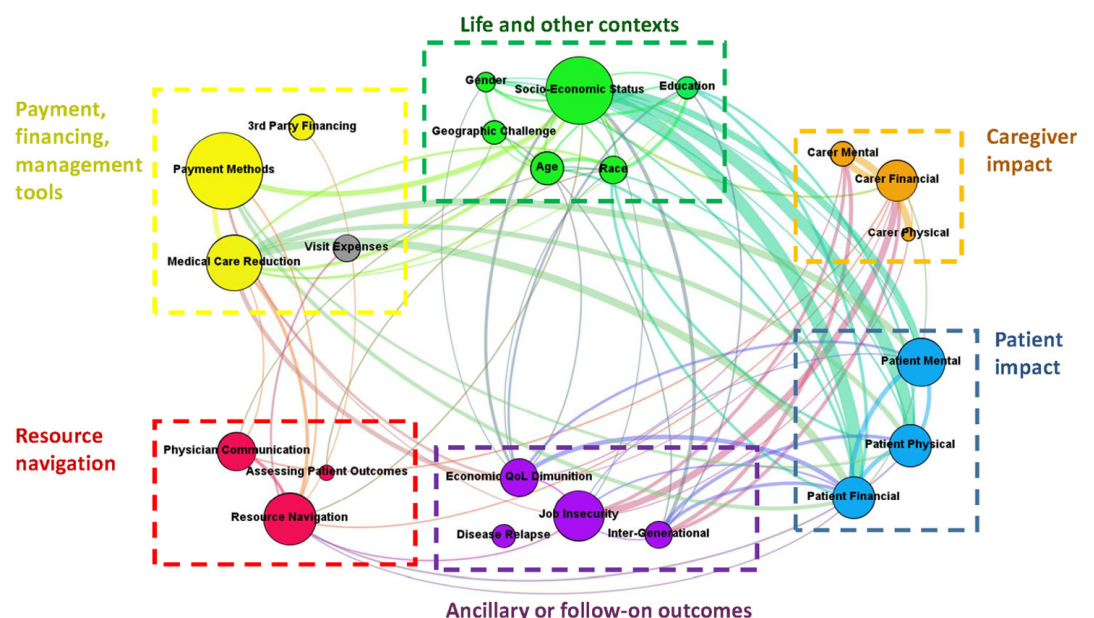 Life and other contexts
Gender
Socio-Economic Status
Education
Geographic Challenge
Age
Race
Payment,
financing,
management
tools
3rd Party Financing
Payment Methods
Visit Expenses
Medical Care Reduction
Caregiver
impact
Carer Mental
Carer Financial
Carer Physical
Patient
impact
Patient Mental
Patient Physical
Patient Financial
Resource
navigation
Physician Communication
Assessing Patient Outcomes
Resource Navigation
Economic QoL Dimunition
Job Insecurity
Disease Relapse
Inter-Generational
Ancillary or follow-on outcomes